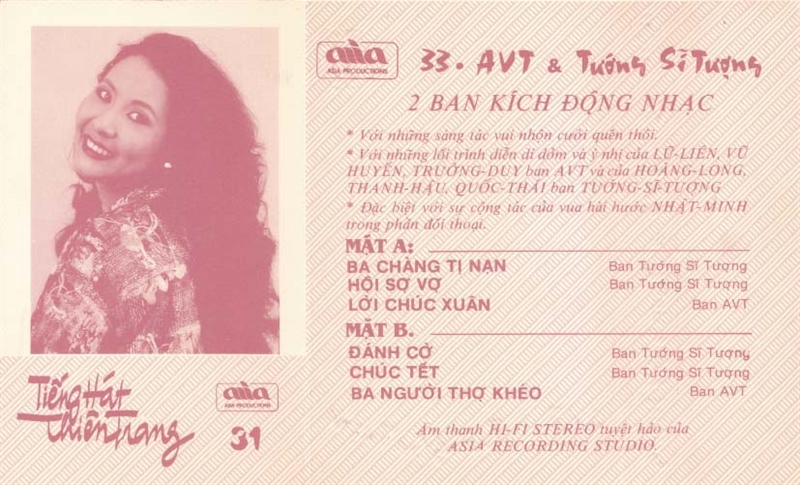 asia
ASIA PRODUCTIONS
33. AVT & Tướng Sĩ Tượng
2 BAN KÍCH ĐỘNG NHẠC
* Với những sáng tác vui nhộn cười quên thôi.
* Với những lối trình diễn dí dỏm và ý nhị của LỮ-LIÊN, VŨ
HUYẾN, TRƯỜNG-DUY ban AVT và của HOÀNG-LONG,
THANH-HẬU, QUỐC-THÁI ban TƯỚNG-SĨ-TƯỢNG
* Đặc biệt với sự cộng tác của vua hài hước NHẬT-MINH
trong phần đối thoại.
MẶT A:
BA CHÀNG TỊ NẠN Ban Tướng Sĩ Tượng
HỘI SỢ VỢ Ban Tướng Sĩ Tượng
LỜI CHÚC XUÂN Ban AVT
MẶT B.
ĐÁNH CỜ Ban Tướng Sĩ Tượng
CHÚC TẾT Ban Tướng Sĩ Tượng
BA NGƯỜI THỢ KHÉO Ban AVT
Âm thanh HI-FI STEREO tuyệt hảo của
ASIA RECORDING STUDIO.
Tiếng Hát
Thiên Trang
asia
ASIA PRODUCTIONS
31